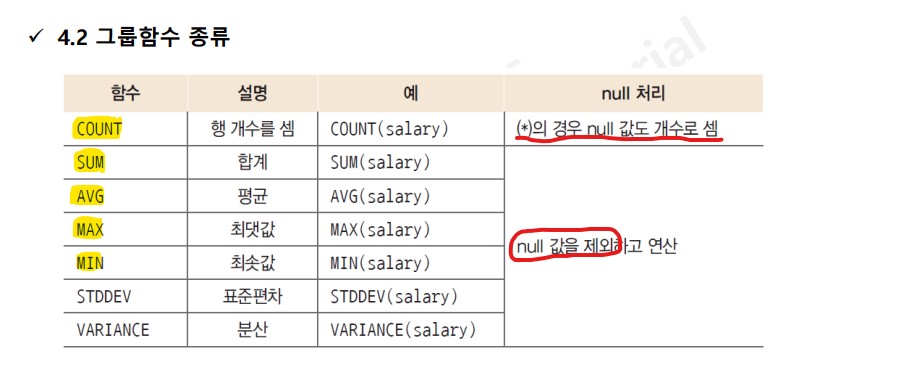 ✓ 4.2 그룹함수 종류
rial
함수 설명 예 null 처리
COUNT 행 개수를 셈 COUNT(salary) (*)의 경우 null 값도 개수로 셈
SUM 합계 SUM(salary)
AVG 평균 AVG(salary)
MAX 최댓값 MAX(salary)
null 값을 제외하고 연산
MIN 최솟값 MIN(salary)
STDDEV 표준편차 STDDEV(salary)
VARIANCE 분산 VARIANCE(salary)